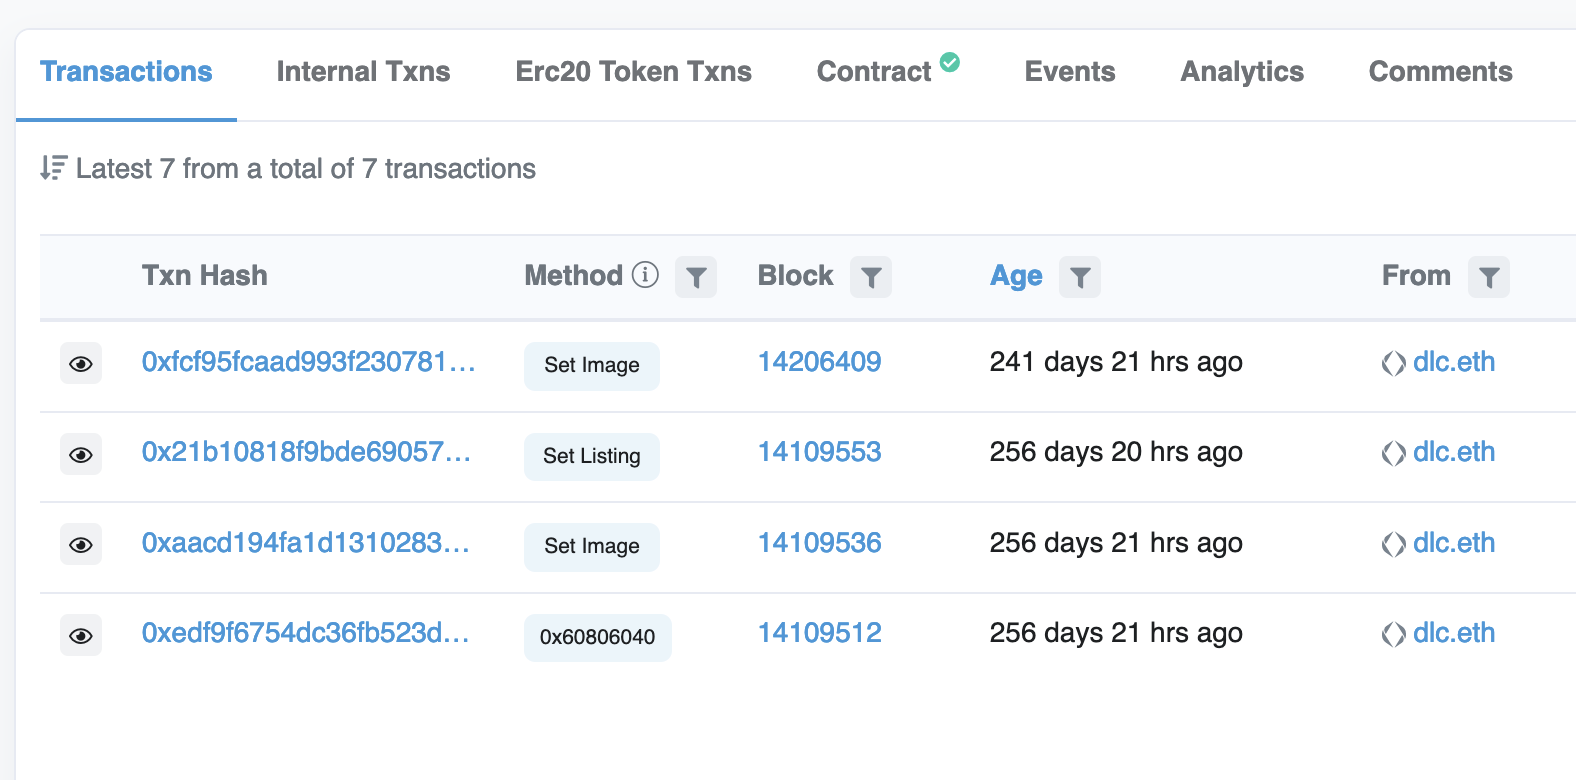 Transactions Internal Txns Erc20 Token Txns Contract Events Analytics Comments
Latest 7 from a total of 7 transactions
Txn Hash Method Block Age From
0xfcf95fcaad993f230781... Set Image 14206409 241 days 21 hrs ago dlc.eth
0x21b10818f9bde69057... Set Listing 14109553 256 days 20 hrs ago dlc.eth
0xaacd194fa1d1310283... Set Image 14109536 256 days 21 hrs ago dlc.eth
0xedf9f6754dc36fb523d... 0x60806040 14109512 256 days 21 hrs ago dlc.eth